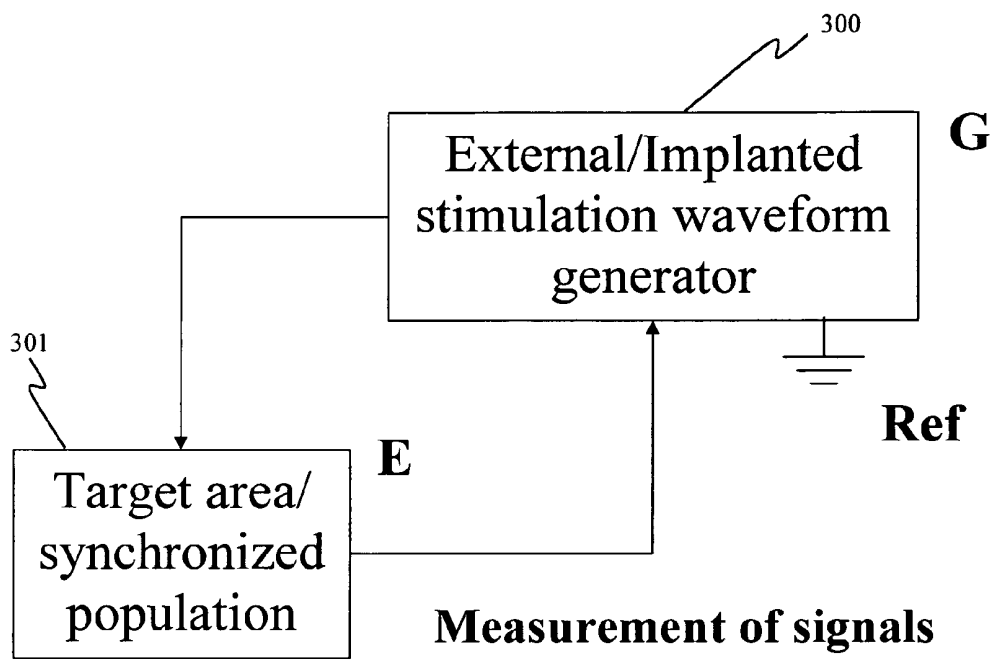 300
External/Implanted
stimulation waveform
generator
G
301
Ref
E
Target area/
synchronized
population
Measurement of signals